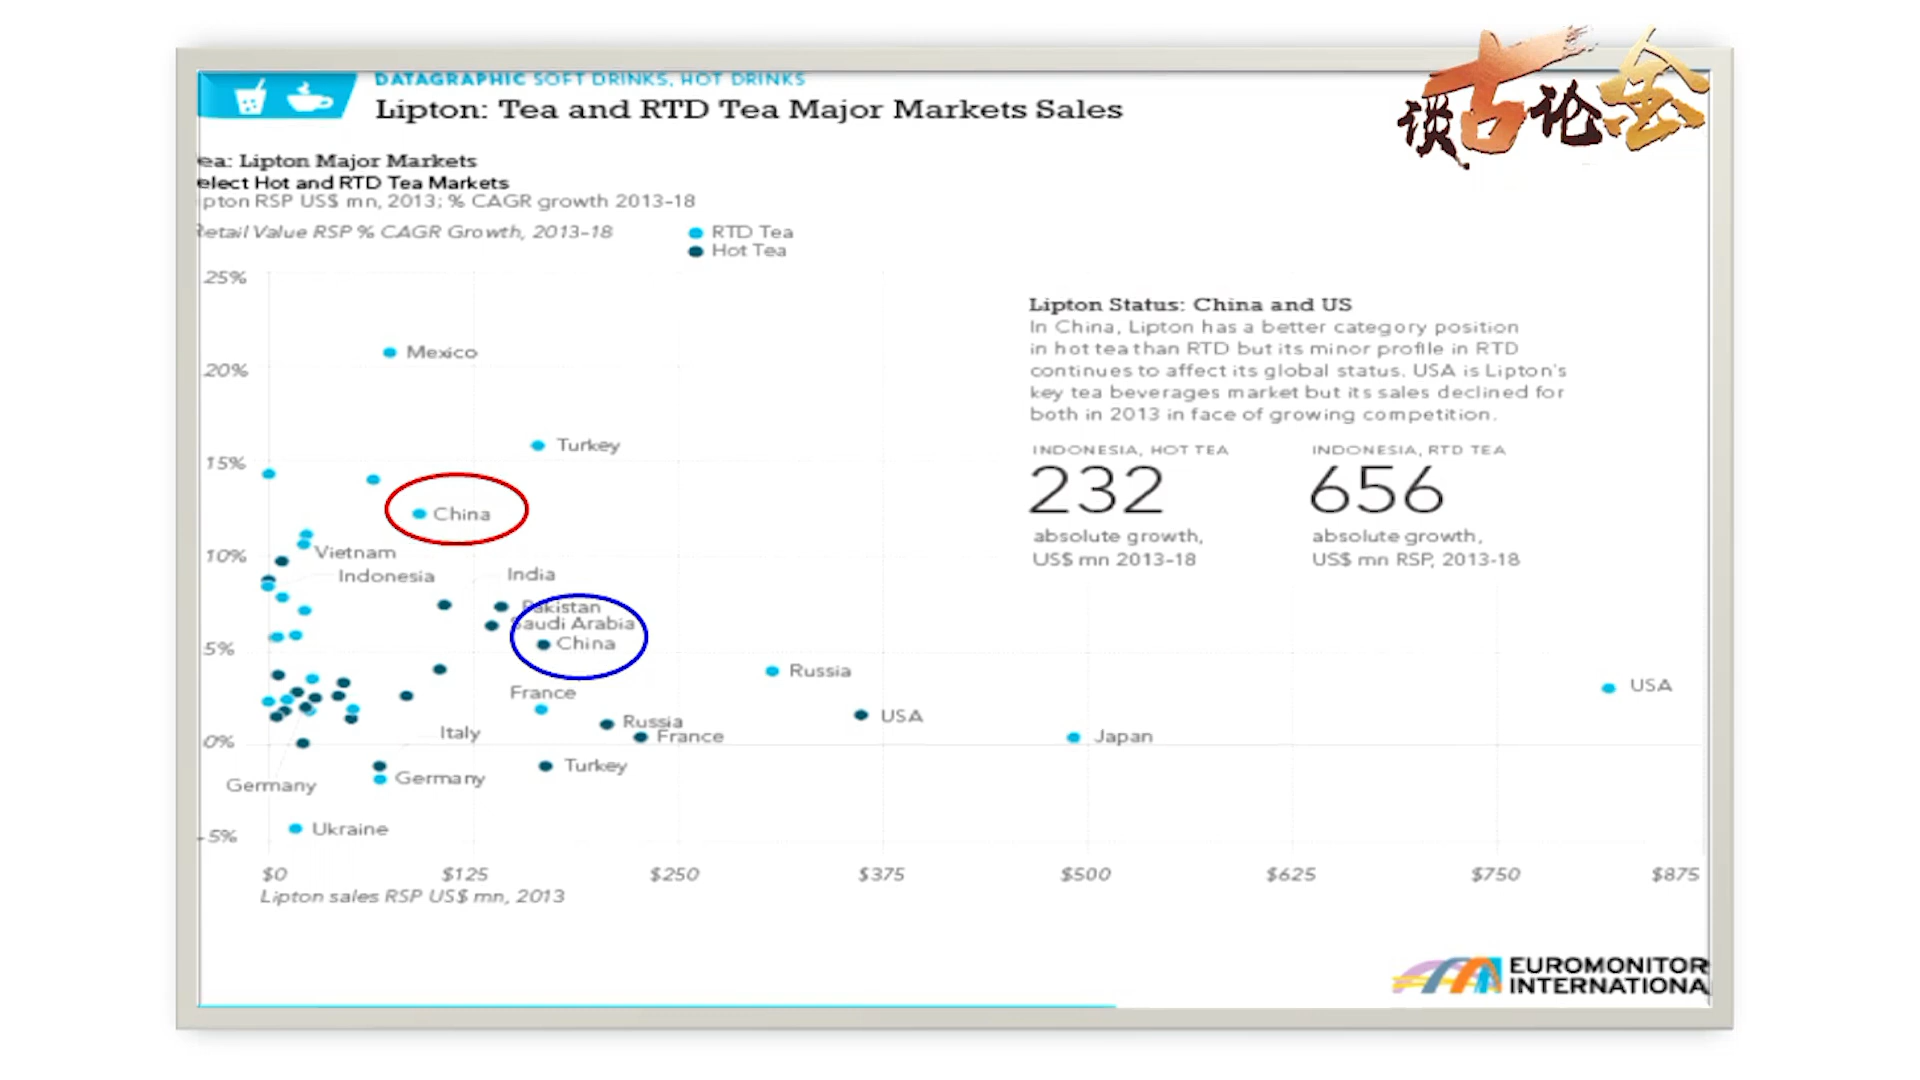 DATAGRAPHIC SOFT DRINKS, HOT DRINKS
Lipton: Tea and RTD Tea Major Markets Sales
谈古论金
ea: Lipton Major Markets
elect Hot and RTD Tea Markets
ipton RSP US$ mn, 2013; % CAGR growth 2013-18
Retail Value RSP % CAGR Growth, 2013-18
RTD Tea
Hot Tea
25%
20%
15%
10%
5%
0%
-5%
Mexico
Turkey
China
Vietnam
Indonesia
India
Pakistan
Saudi Arabia
China
Russia
USA
France
Russia
USA
Italy
France
Japan
Turkey
Germany
Germany
Ukraine
Lipton Status: China and US
In China, Lipton has a better category position
in hot tea than RTD but its minor profile in RTD
continues to affect its global status. USA is Lipton's
key tea beverages market but its sales declined for
both in 2013 in face of growing competition.
INDONESIA, HOT TEA
232
absolute growth,
US$ mn 2013-18
INDONESIA, RTD TEA
656
absolute growth,
US$ mn RSP, 2013-18
$0 $125 $250 $375 $500 $625 $750 $875
Lipton sales RSP US$ mn, 2013
EUROMONITOR
INTERNATIONA